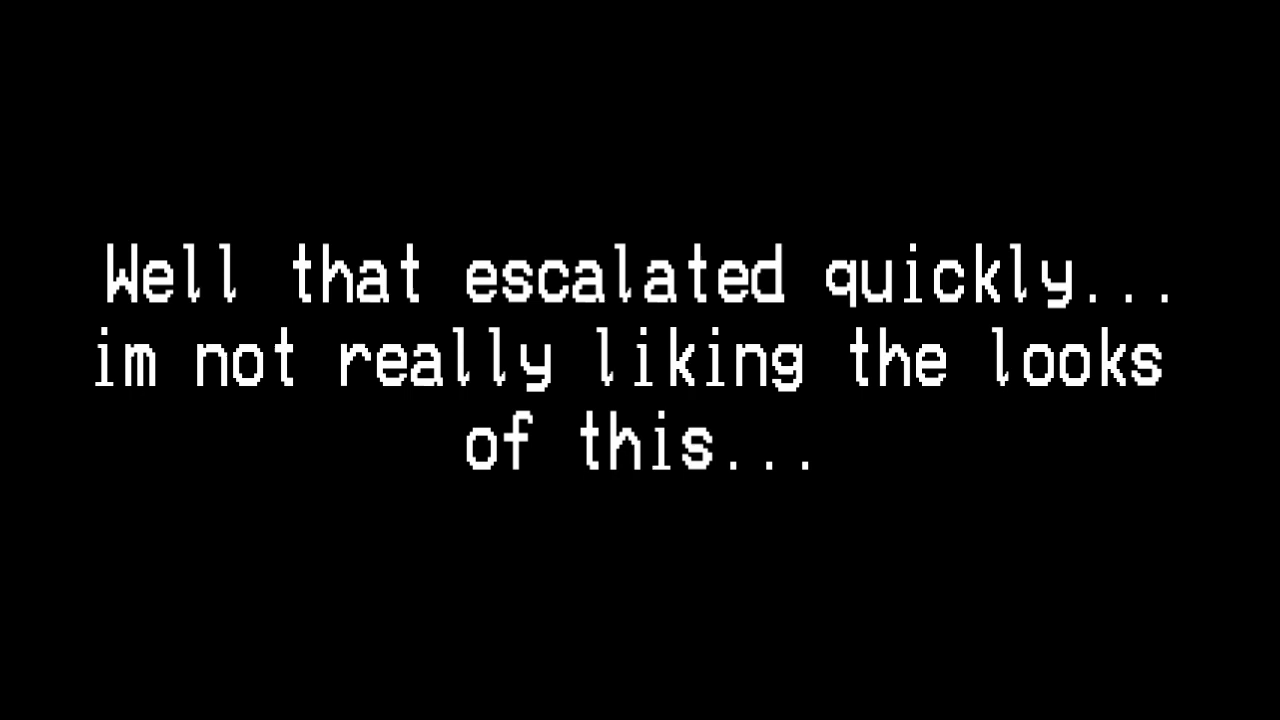 Well that escalated quickly...
im not really liking the looks
of this...